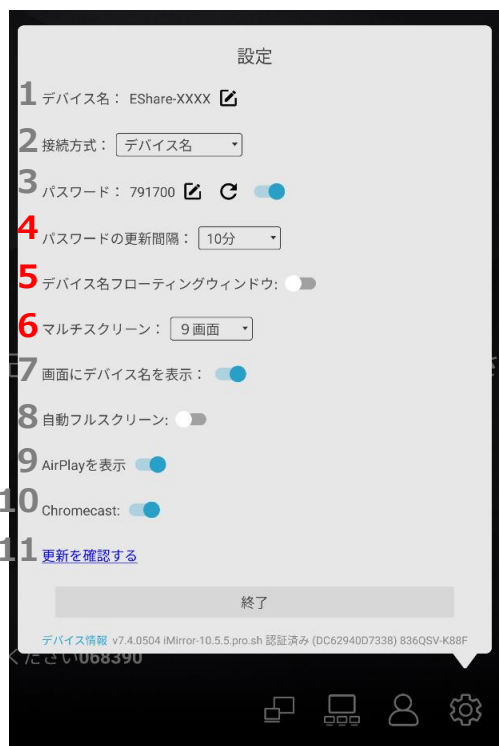 設定
1 デバイス名： EShare-XXXX
2 接続方式： デバイス名
3 パスワード： 791700
4 パスワードの更新間隔： 10分
5 デバイス名フローティングウィンドウ:
6 マルチスクリーン： ９画面
7 画面にデバイス名を表示：
8 自動フルスクリーン:
9 AirPlayを表示
10 Chromecast:
11 更新を確認する
終了
デバイス情報 v7.4.0504 iMirror-10.5.5.pro.sh 認証済み (DC62940D7338) 836QSV-K88F
ください068390